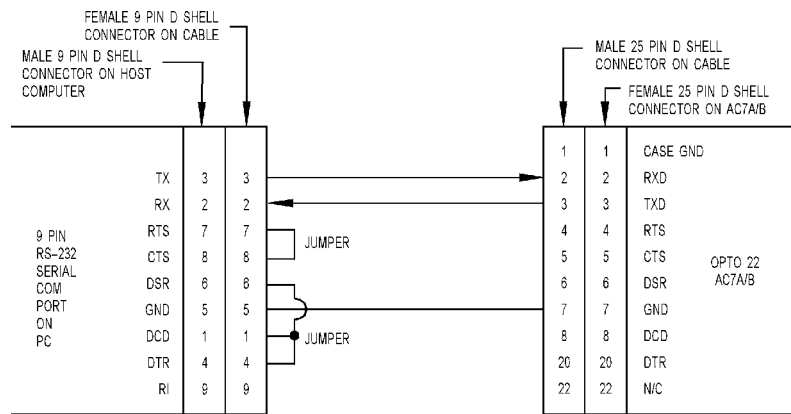 FEMALE 9 PIN D SHELL
CONNECTOR ON CABLE
MALE 9 PIN D SHELL
CONNECTOR ON HOST
COMPUTER
MALE 25 PIN D SHELL
CONNECTOR ON CABLE
FEMALE 25 PIN D SHELL
CONNECTOR ON AC7A/B
1 1 CASE GND
TX 3 3 2 2 RXD
RX 2 2 3 3 TXD
RTS 7 7 4 4 RTS
JUMPER
CTS 8 8 5 5 CTS
DSR 6 6 6 6 DSR
GND 5 5 7 7 GND
DCD 1 1 8 8 DCD
JUMPER
DTR 4 4 20 20 DTR
RI 9 9 22 22 N/C
9 PIN
RS-232
SERIAL
COM
PORT
ON
PC
OPTO 22
AC7A/B